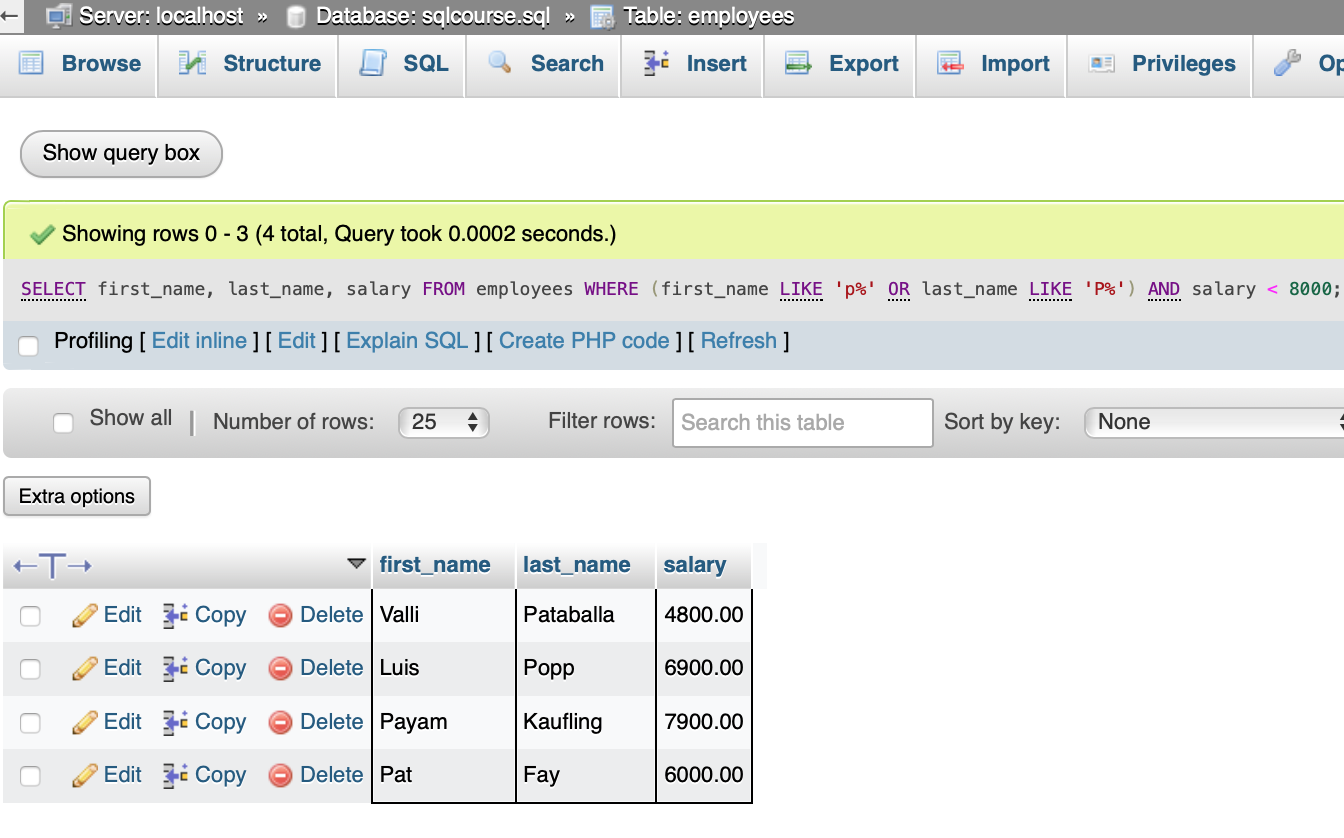 Server: localhost » Database: sqlcourse.sql » Table: employees
Browse Structure SQL Search Insert Export Import Privileges
Show query box
Showing rows 0 - 3 (4 total, Query took 0.0002 seconds.)
SELECT first_name, last_name, salary FROM employees WHERE (first_name LIKE 'p%' OR last_name LIKE 'P%') AND salary < 8000;
Profiling [ Edit inline ] [ Edit ] [ Explain SQL ] [ Create PHP code ] [ Refresh ]
Show all | Number of rows: 25 Filter rows: Search this table Sort by key: None
Extra options
first_name last_name salary
Edit Copy Delete Valli Pataballa 4800.00
Edit Copy Delete Luis Popp 6900.00
Edit Copy Delete Payam Kaufling 7900.00
Edit Copy Delete Pat Fay 6000.00